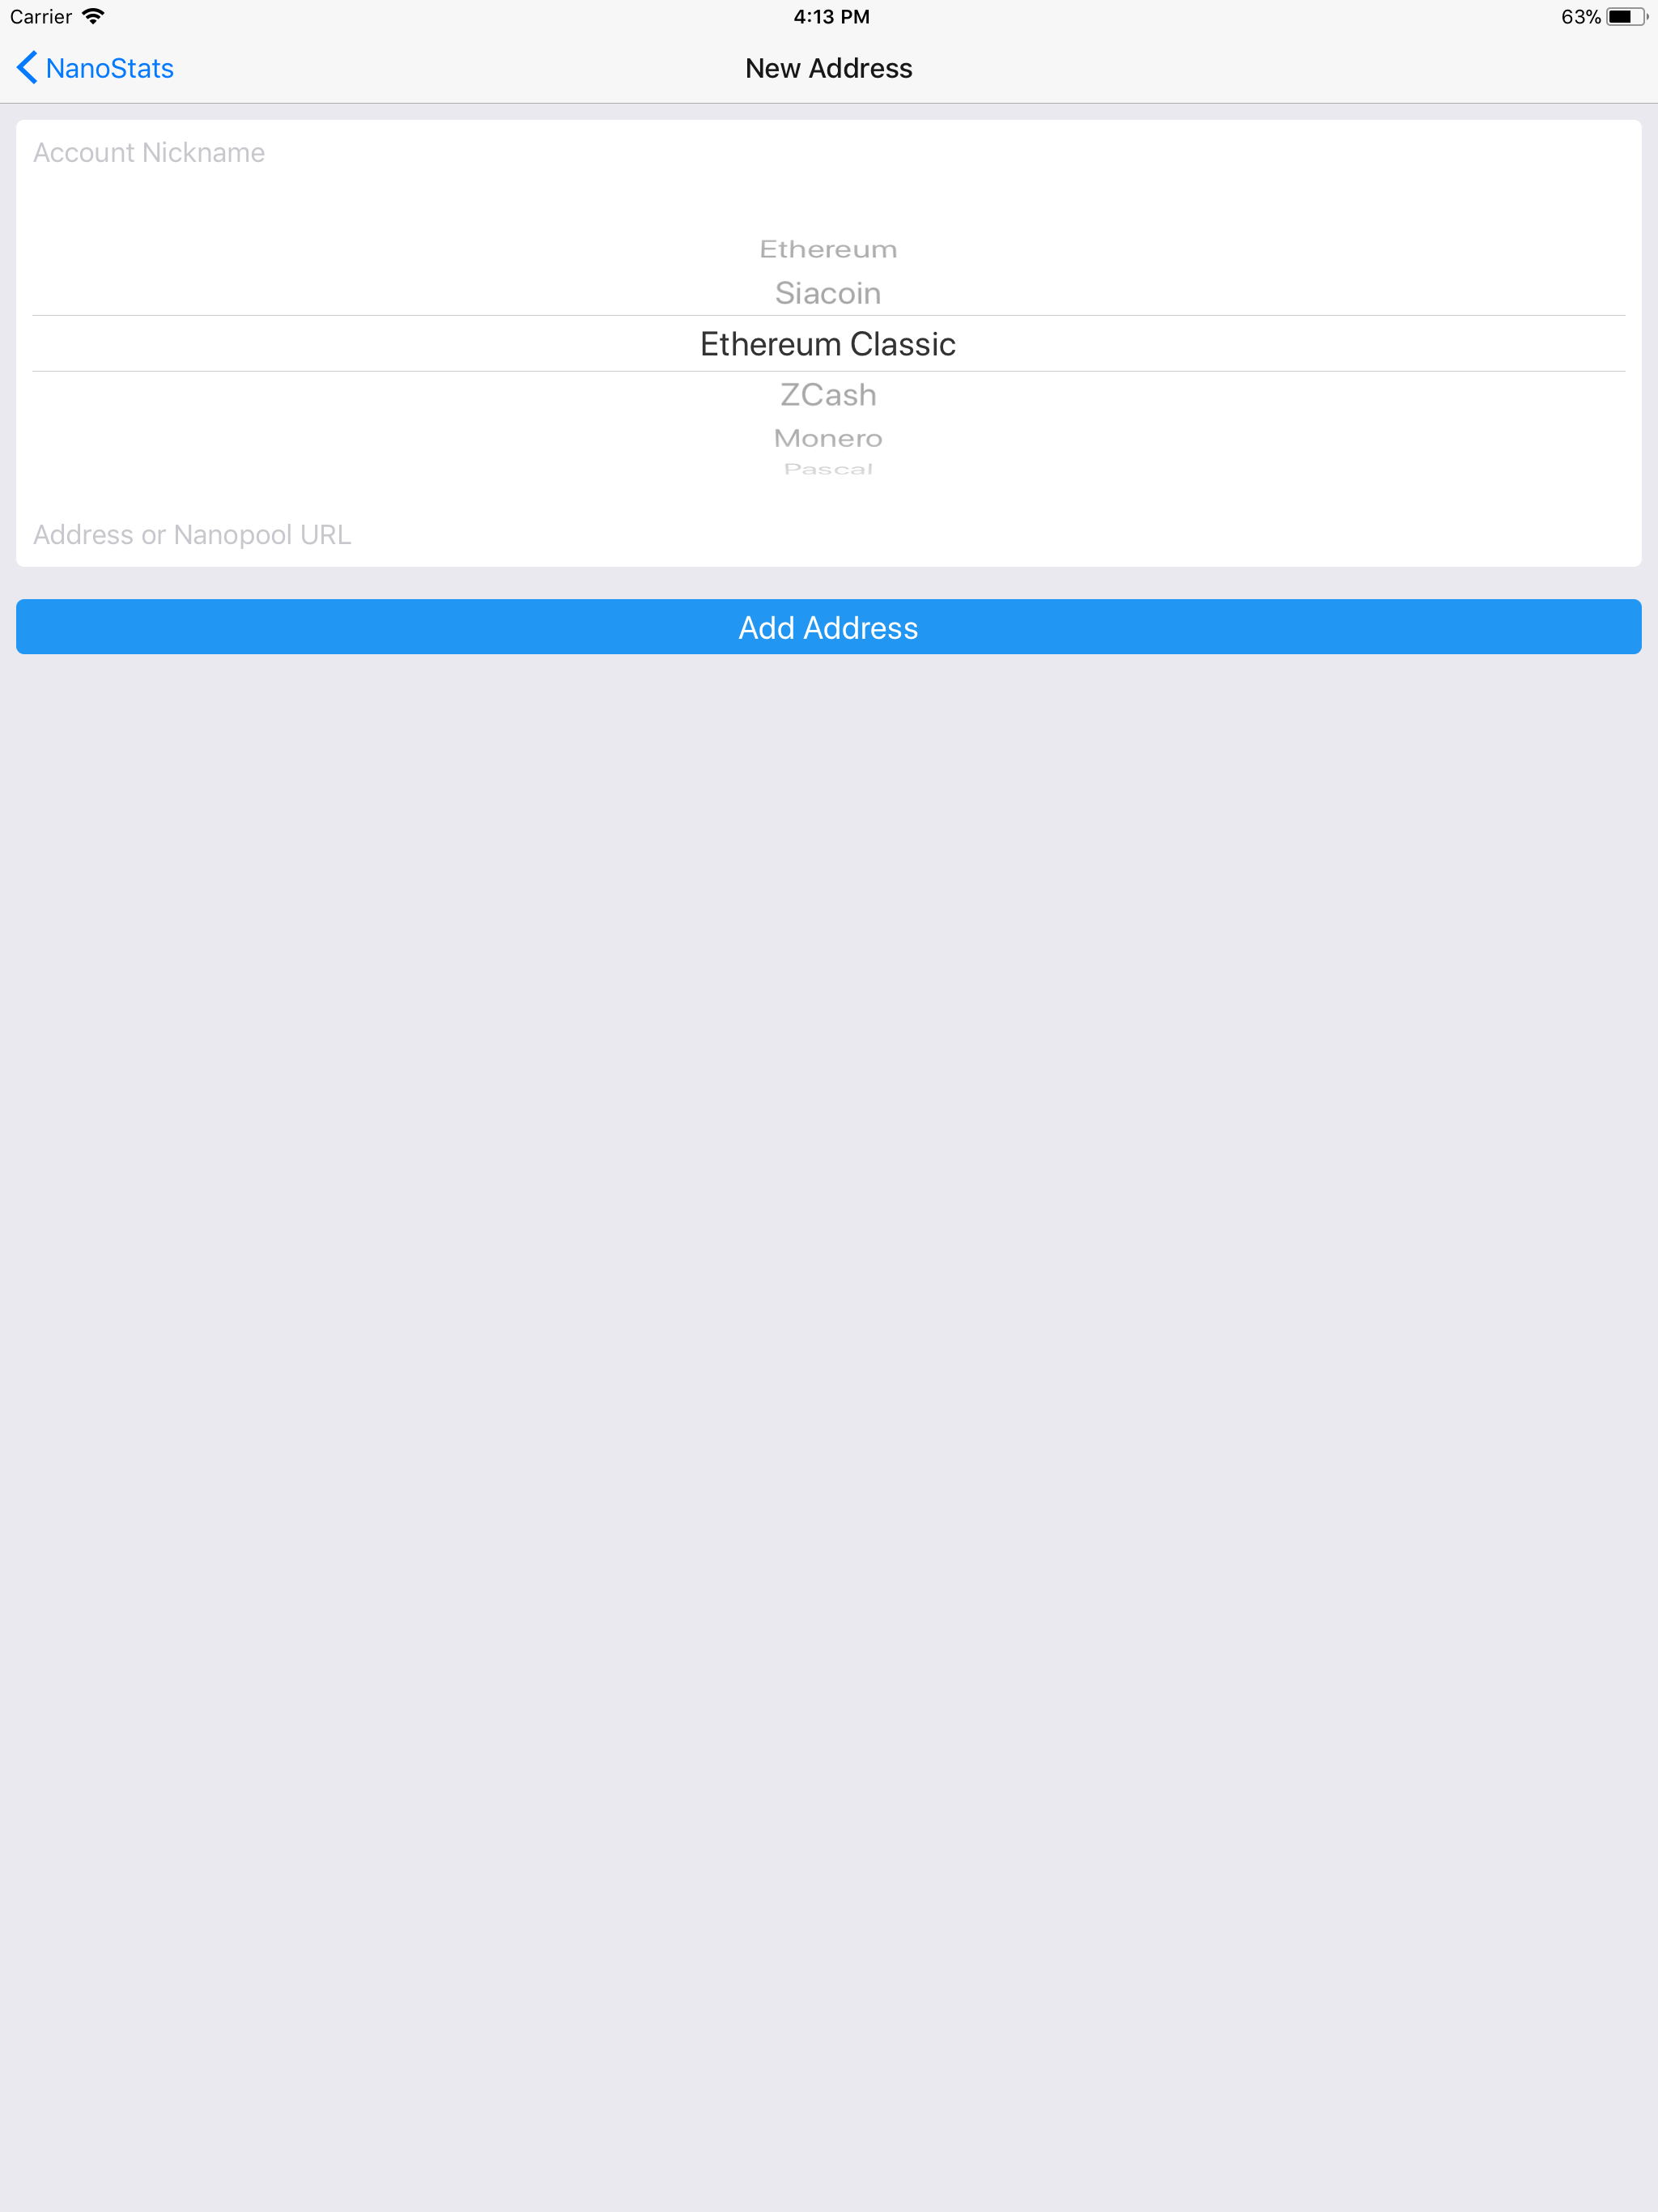 Carrier 4:13 PM 63%
NanoStats New Address
Account Nickname
Ethereum
Siacoin
Ethereum Classic
ZCash
Monero
Pascal
Address or Nanopool URL
Add Address